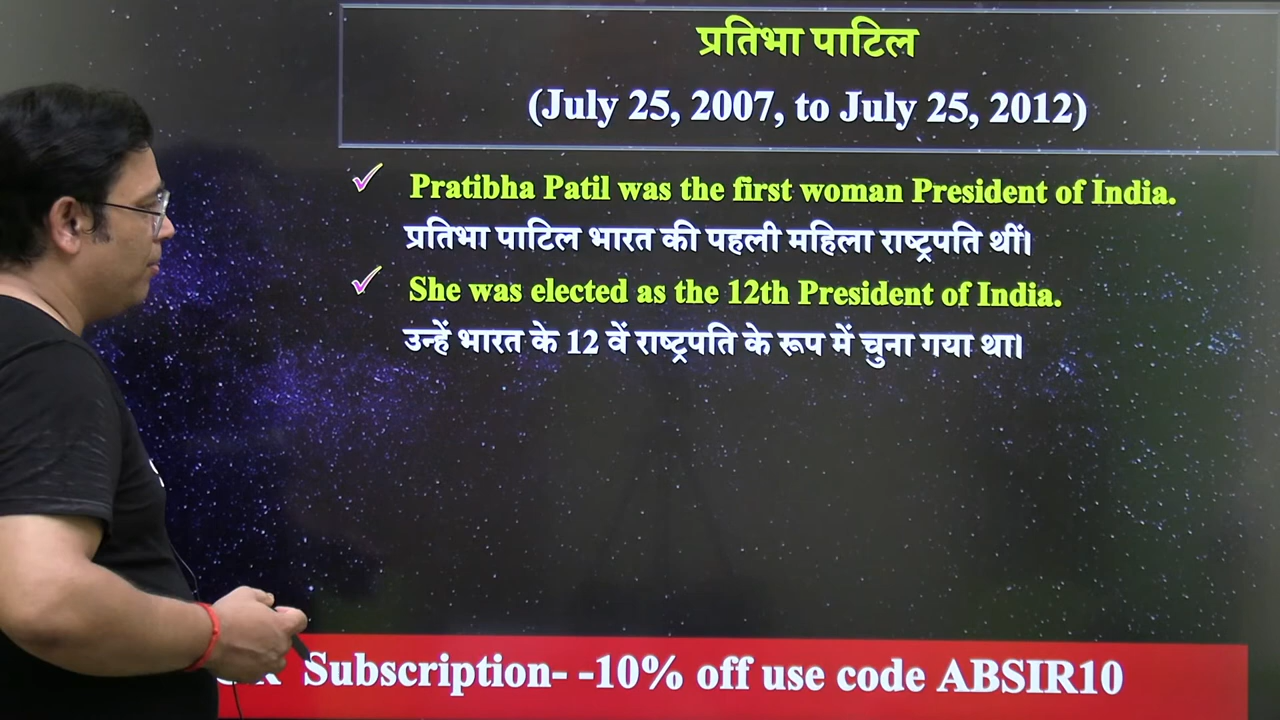 प्रतिभा पाटिल
(July 25, 2007, to July 25, 2012)
Pratibha Patil was the first woman President of India.
प्रतिभा पाटिल भारत की पहली महिला राष्ट्रपति थीं।
She was elected as the 12th President of India.
उन्हें भारत के 12 वें राष्ट्रपति के रूप में चुना गया था।
Subscription- -10% off use code ABSIR10